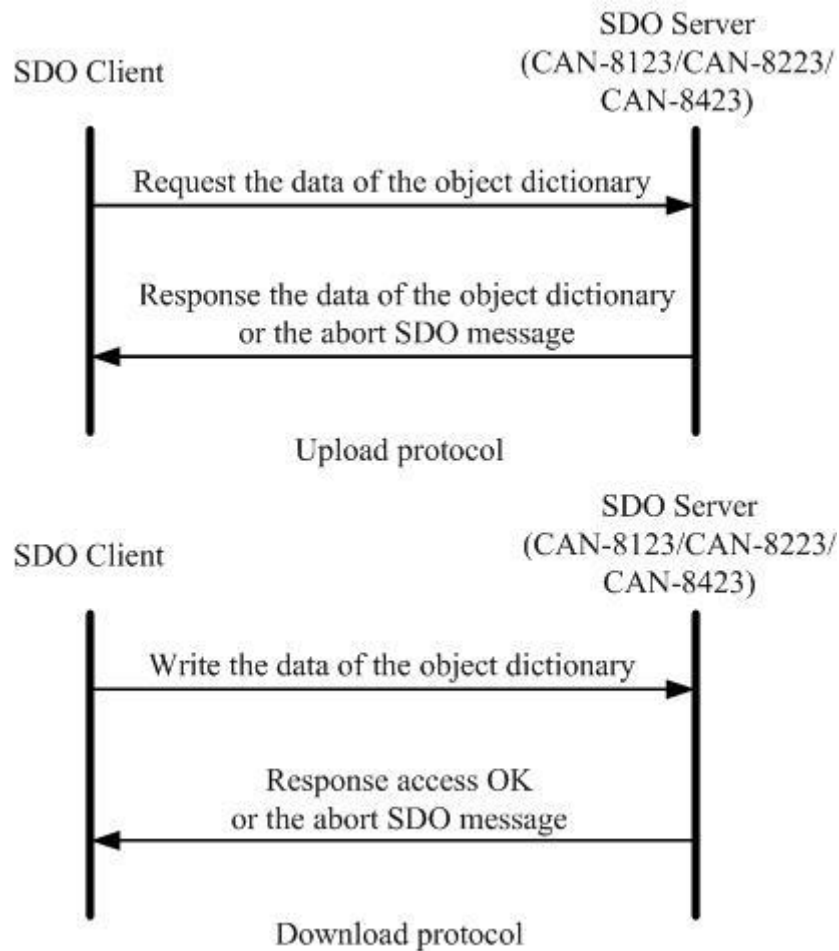 SDO Server
(CAN-8123/CAN-8223/
CAN-8423)
SDO Client
Request the data of the object dictionary
Response the data of the object dictionary
or the abort SDO message
Upload protocol
SDO Server
(CAN-8123/CAN-8223/
CAN-8423)
SDO Client
Write the data of the object dictionary
Response access OK
or the abort SDO message
Download protocol